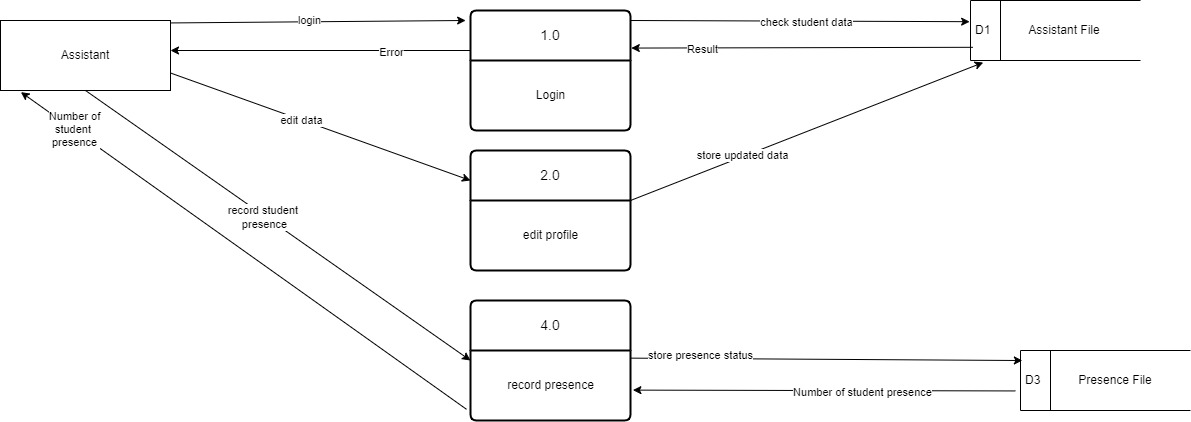 login
1.0
check student data
D1
Assistant File
Assistant
Error
Result
Login
Number of
student
presence
edit data
store updated data
2.0
record student
presence
edit profile
4.0
store presence status
record presence
Number of student presence
D3
Presence File